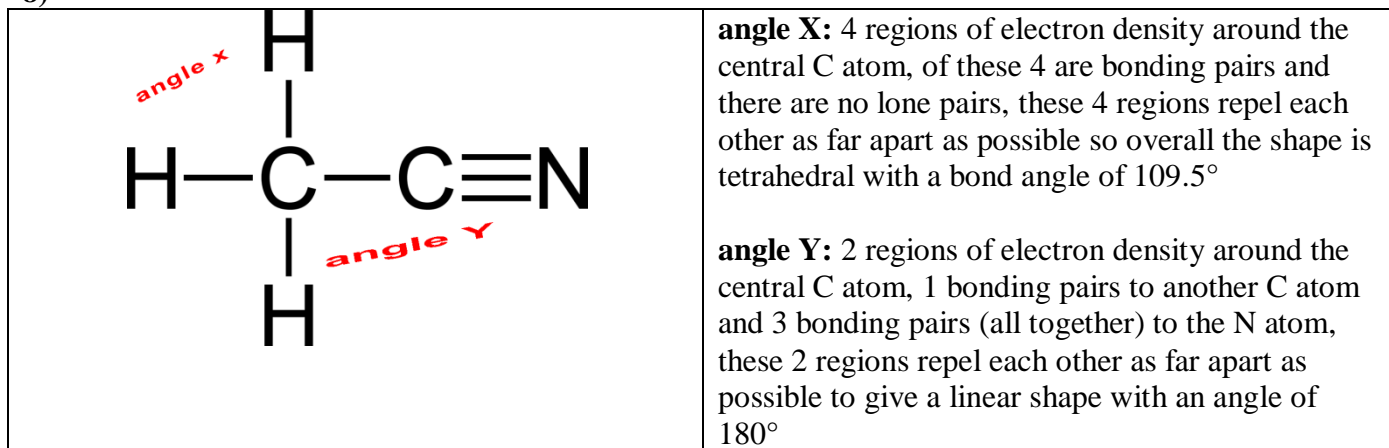 angle x
H
H—C—C≡N
angle Y
H
angle X: 4 regions of electron density around the
central C atom, of these 4 are bonding pairs and
there are no lone pairs, these 4 regions repel each
other as far apart as possible so overall the shape is
tetrahedral with a bond angle of 109.5°
angle Y: 2 regions of electron density around the
central C atom, 1 bonding pairs to another C atom
and 3 bonding pairs (all together) to the N atom,
these 2 regions repel each other as far apart as
possible to give a linear shape with an angle of
180°